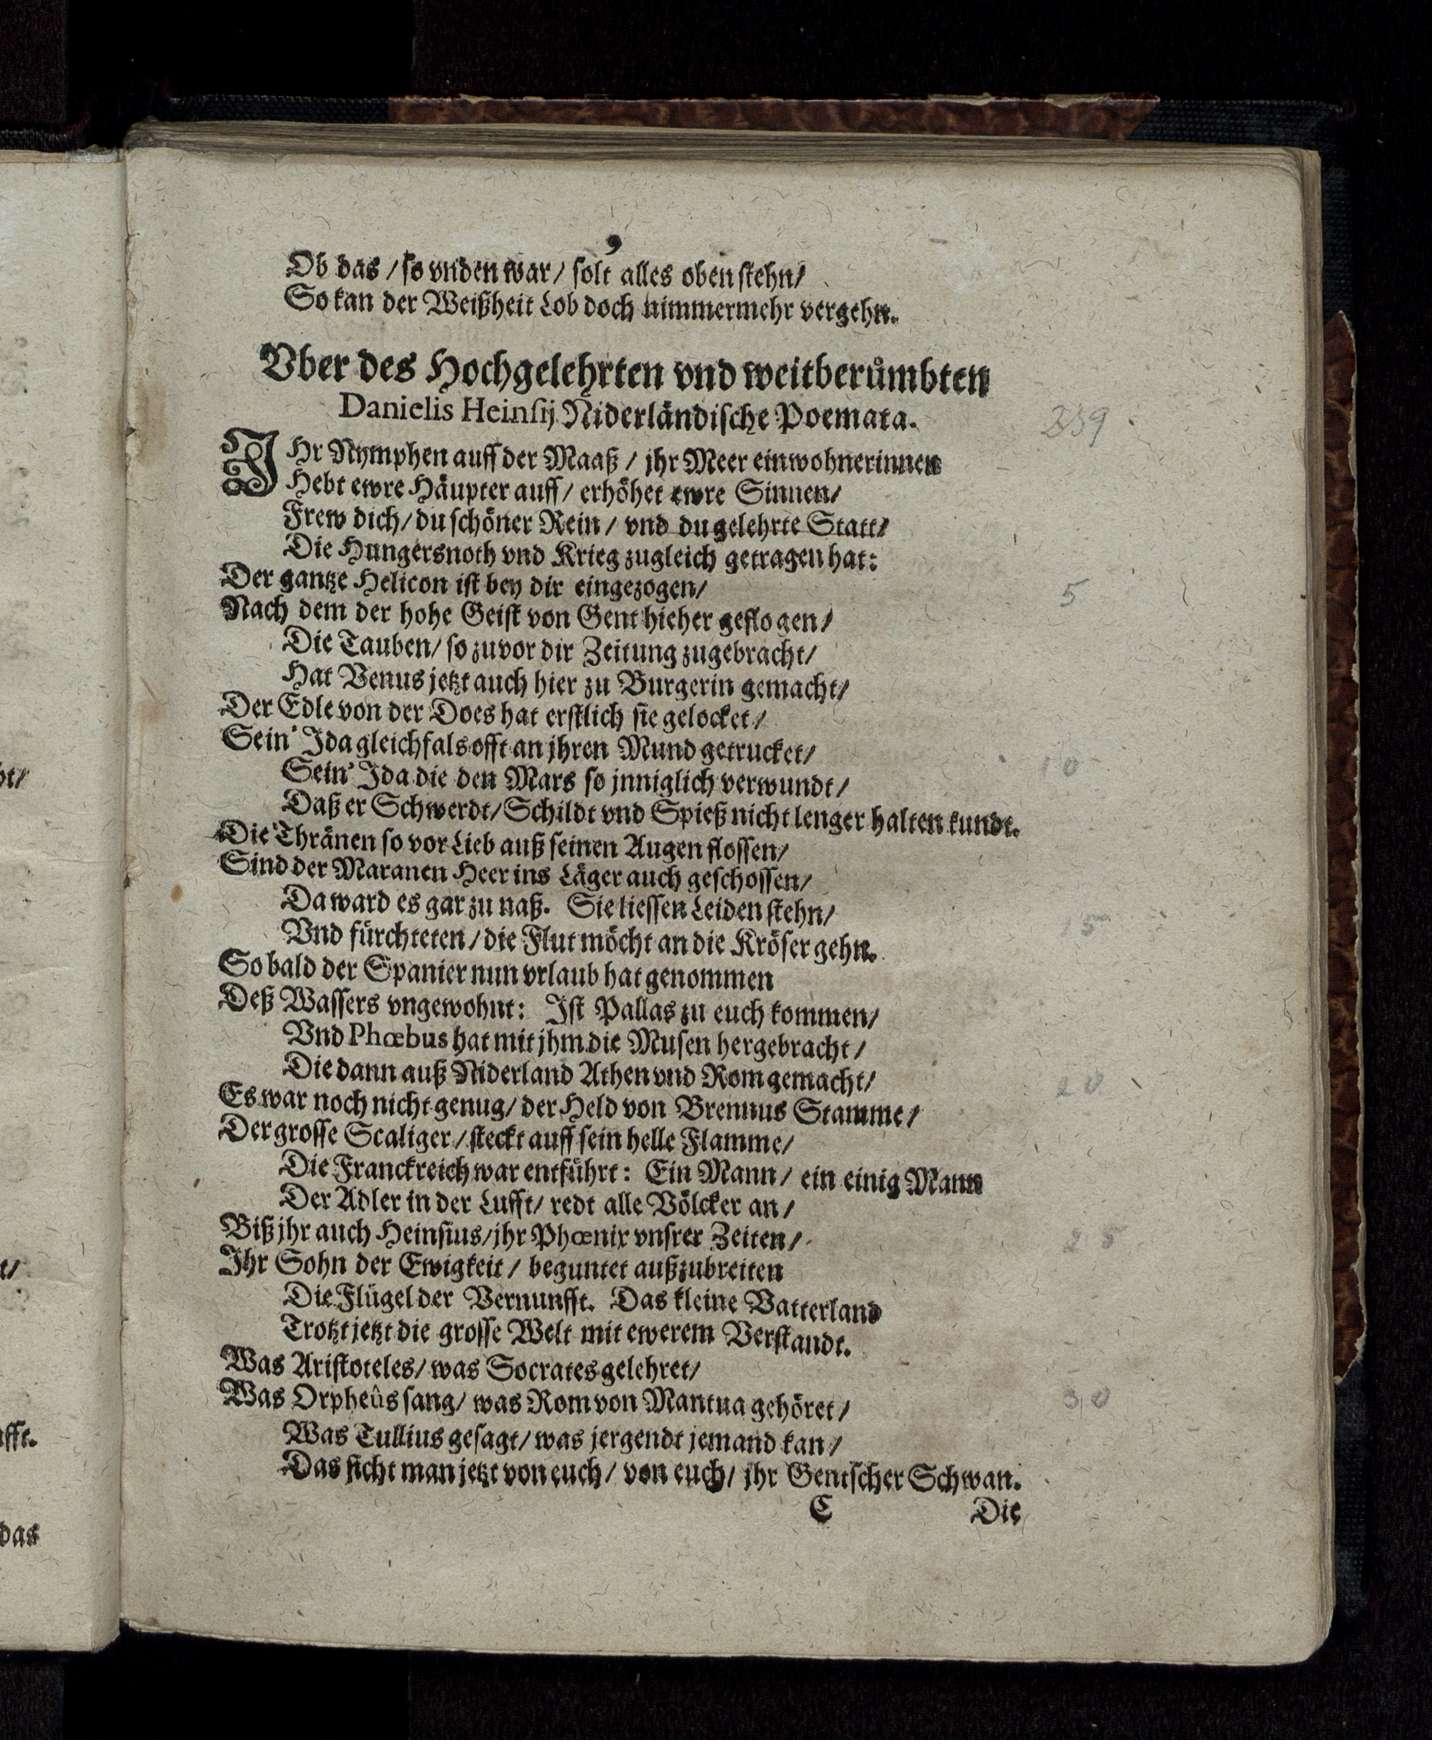 9
Ob das / so vnden war / solt alles oben stehn /
So kan der Weißheit Lob doch nimmermehr vergehn.
Vber des Hochgelehrten vnd weitberuͤmbten
Danielis Heinsij Niderländische Poemata.
239
IHr Nymphen auff der Maaß / jhr Meer einwohnerinnen
Hebt ewre Häupter auff / erhöhet ewre Sinnen /
Frew dich / du schöner Rein / vnd du gelehrte Statt /
Die Hungersnoth vnd Krieg zugleich getragen hat:
Der gantze Helicon ist bey dir eingezogen /
5
Nach dem der hohe Geist von Gent hieher geflogen /
Die Tauben / so zuvor dir Zeitung zugebracht /
Hat Venus jetzt auch hier zu Burgerin gemacht /
Der Edle von der Does hat erstlich sie gelocket /
Sein' Ida gleichfals offt an jhren Mund getrucket /
10
Sein' Ida die den Mars so jnniglich verwundt /
Daß er Schwerdt / Schildt vnd Spieß nicht lenger halten kundt.
Die Thränen so vor Lieb auß seinen Augen flossen /
Sind der Maranen Heer ins Läger auch geschossen /
Da ward es gar zu naß. Sie liessen Leiden stehn /
15
Vnd fürchteten / die Flut möcht an die Kröser gehn.
So bald der Spanier nun vrlaub hat genommen
Deß Wassers vngewohnt: Ist Pallas zu euch kommen /
Vnd Phœbus hat mit jhm die Musen hergebracht /
Die dann auß Niderland Athen vnd Rom gemacht /
20
Es war noch nicht genug / der Held von Brennus Stamme /
Der grosse Scaliger / steckt auff sein helle Flamme /
Die Franckreich war entführt: Ein Mann / ein einig Mann
Der Adler in der Lufft / redt alle Völcker an /
Biß jhr auch Heinsius / jhr Phœnix vnsrer Zeiten /
25
Ihr Sohn der Ewigkeit / beguntet außzubreiten
Die Flügel der Vernunfft. Das kleine Vatterland
Trotzt jetzt die grosse Welt mit ewerem Verstandt.
Was Aristoteles / was Socrates gelehret /
Was Orpheûs sang / was Rom von Mantua gehöret /
30
Was Tullius gesagt / was jergendt jemand kan /
Das sicht man jetzt von euch / von euch / jhr Gentscher Schwan.
C Die
t/
das